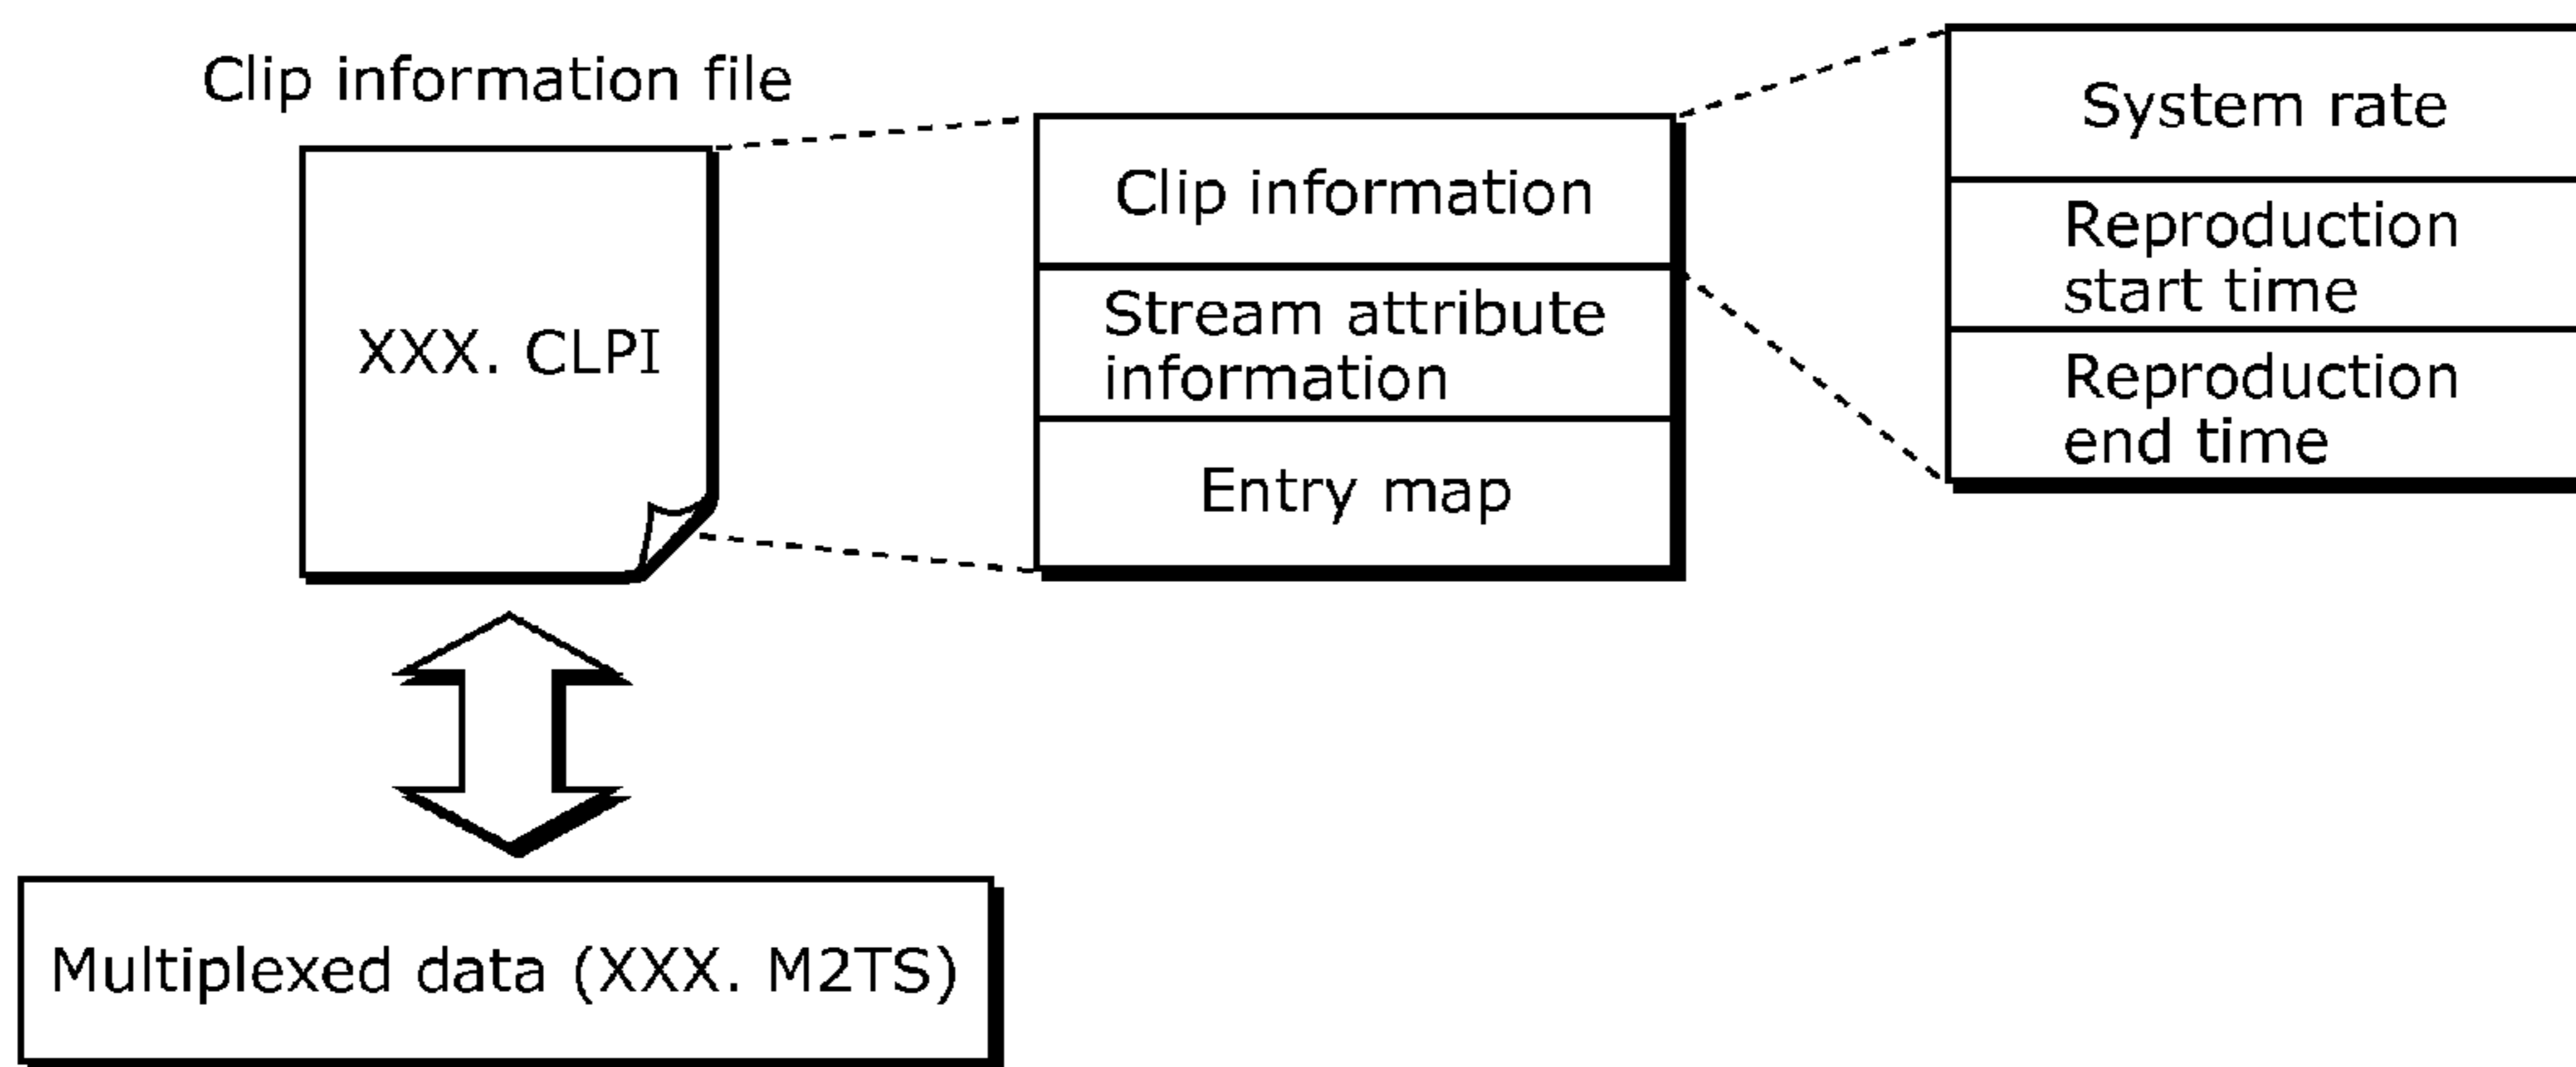 Clip information file
XXX. CLPI
Multiplexed data (XXX. M2TS)
Clip information
Stream attribute
information
Entry map
System rate
Reproduction
start time
Reproduction
end time